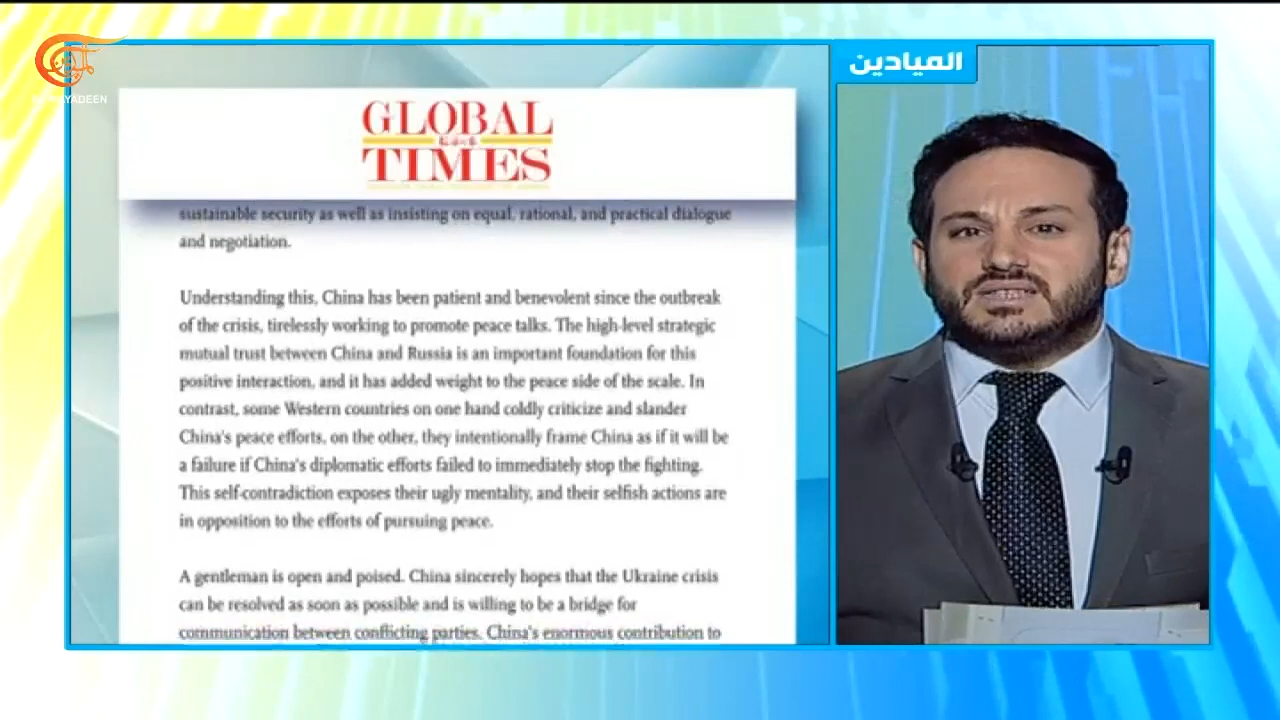 AYADEEN
الميادين
GLOBAL
TIMES
sustainable security as well as insisting on equal, rational, and practical dialogue
and negotiation.
Understanding this, China has been patient and benevolent since the outbreak
of the crisis, tirelessly working to promote peace talks. The high-level strategic
mutual trust between China and Russia is an important foundation for this
positive interaction, and it has added weight to the peace side of the scale. In
contrast, some Western countries on one hand coldly criticize and slander
China's peace efforts, on the other, they intentionally frame China as if it will be
a failure if China's diplomatic efforts failed to immediately stop the fighting.
This self-contradiction exposes their ugly mentality, and their selfish actions are
in opposition to the efforts of pursuing peace.
A gentleman is open and poised. China sincerely hopes that the Ukraine crisis
can be resolved as soon as possible and is willing to be a bridge for
communication between conflicting parties. China's enormous contribution to